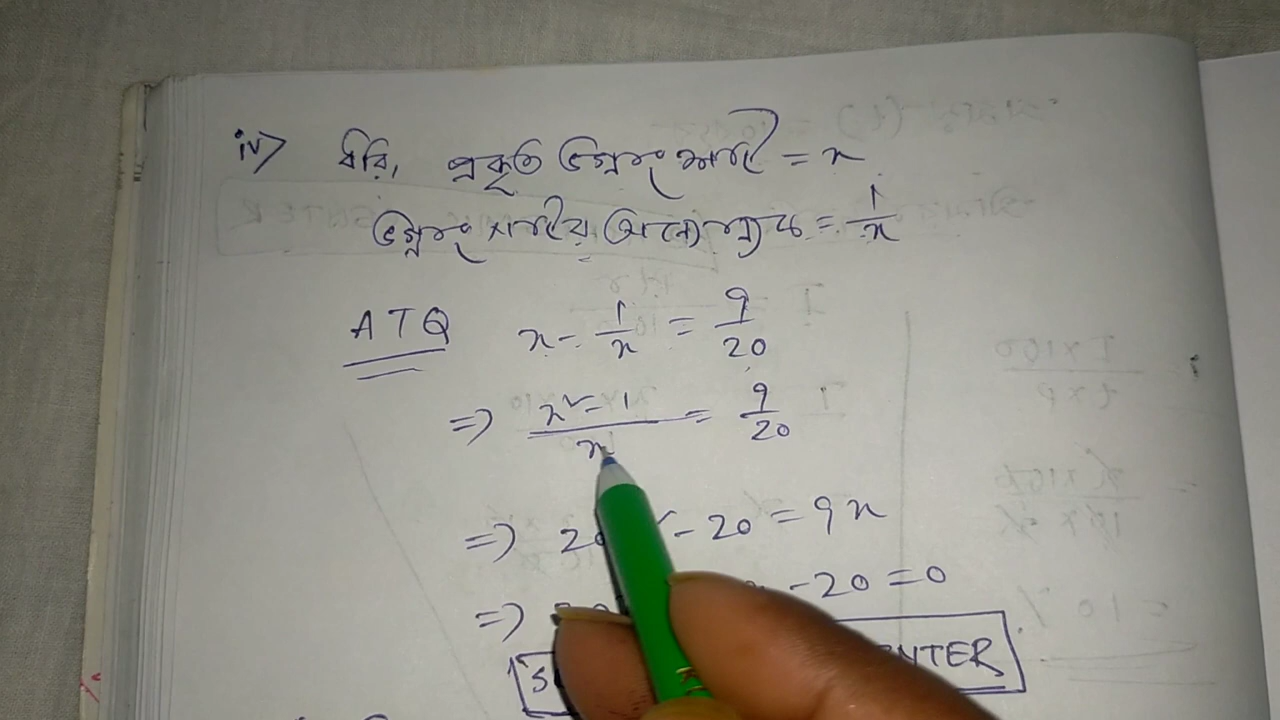 iv) ধরি, প্রকৃত ভগ্নাংশটি = x
ভগ্নাংশটির অন্যোন্যক = 1/x
ATQ x - 1/x = 9/20
=> x² - 1 / x = 9/20
=> 20 ² - 20 = 9x
=> - 20 = 0